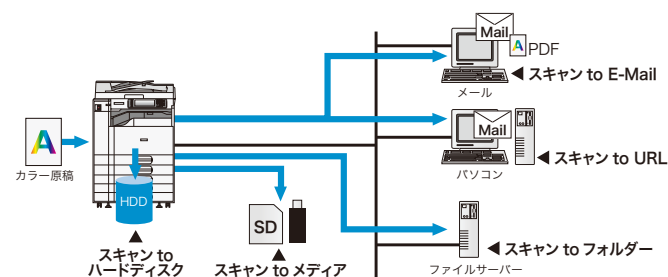 Mail
A PDF
◀ スキャン to E-Mail
メール
Mail
◀ スキャン to URL
パソコン
A
カラー原稿
HDD
▲
スキャン to
ハードディスク
SD
▲
スキャン to メディア
◀ スキャン to フォルダー
ファイルサーバー